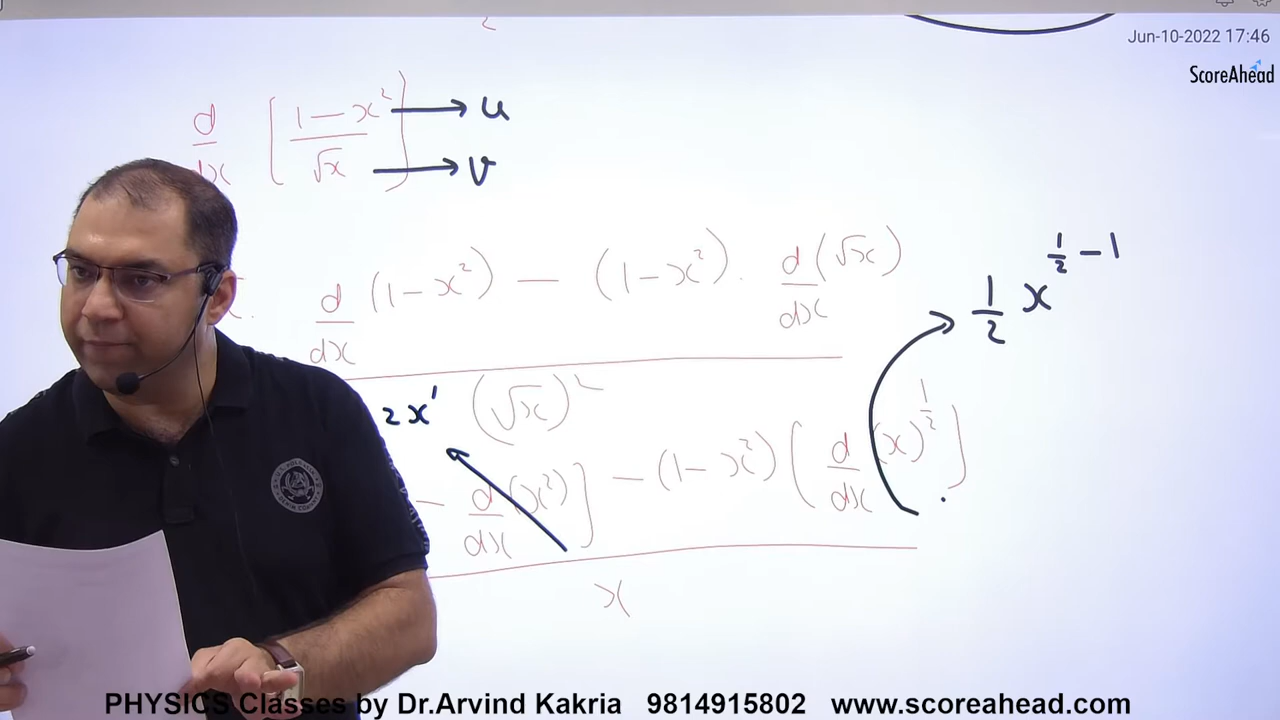 2
Jun-10-2022 17:46
ScoreAhead
d/dx [ (1 - x²)/√x ] → u
→ v
d/dx (1 - x²) - (1 - x²) . d/dx (√x)
1/2 x^(1/2 - 1)
2x¹ (√x)²
- d/dx (x²) ] - (1 - x²) ( d/dx (x)^(1/2) ]
x
PHYSICS Classes by Dr.Arvind Kakria 9814915802 www.scoreahead.com